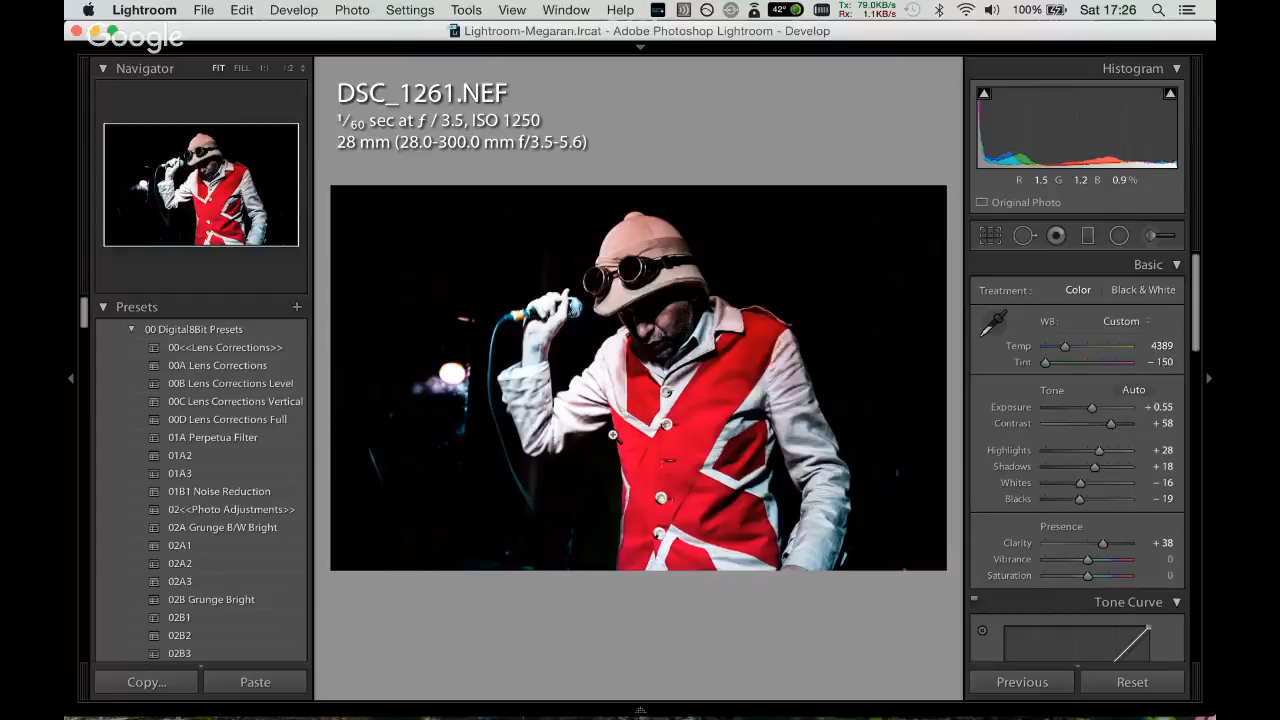 Lightroom File Edit Develop Photo Settings Tools View Window Help 42° Tx: 79.0KB/s Rx: 1.1KB/s 100% Sat 17:26
Google
Lightroom-Megaran.lrcat - Adobe Photoshop Lightroom - Develop
Navigator FIT FILL 1:1 1:2
Presets +
00 Digital8Bit Presets
00<<Lens Corrections>>
00A Lens Corrections
00B Lens Corrections Level
00C Lens Corrections Vertical
00D Lens Corrections Full
01A Perpetua Filter
01A2
01A3
01B1 Noise Reduction
02<<Photo Adjustments>>
02A Grunge B/W Bright
02A1
02A2
02A3
02B Grunge Bright
02B1
02B2
02B3
Copy... Paste
DSC_1261.NEF
1/60 sec at ƒ / 3.5, ISO 1250
28 mm (28.0-300.0 mm f/3.5-5.6)
Histogram
R 1.5 G 1.2 B 0.9 %
Original Photo
Basic
Treatment : Color Black & White
WB: Custom
Temp 4389
Tint - 150
Tone Auto
Exposure + 0.55
Contrast + 58
Highlights + 28
Shadows + 18
Whites - 16
Blacks - 19
Presence
Clarity + 38
Vibrance 0
Saturation 0
Tone Curve
Previous Reset